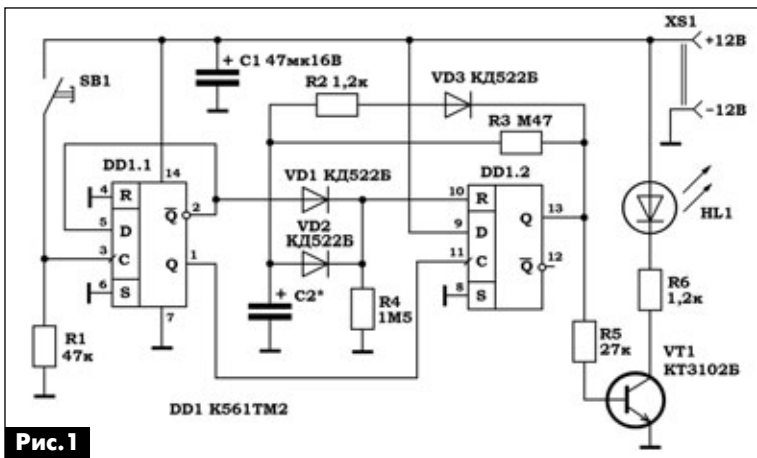 XS1
+12В
−12В
SB1
+ C1 47мк16В
R2 1,2к
VD3 КД522Б
R3 М47
DD1.1
14
4
R
5
D
3
C
6
S
Q
2
Q
1
7
VD1 КД522Б
VD2
КД522Б
+ C2*
R4
1М5
DD1.2
10
R
9
D
11
C
8
S
Q
13
Q
12
HL1
R6
1,2к
R5
27к
VT1
КТ3102Б
R1
47к
DD1 К561ТМ2
Рис.1